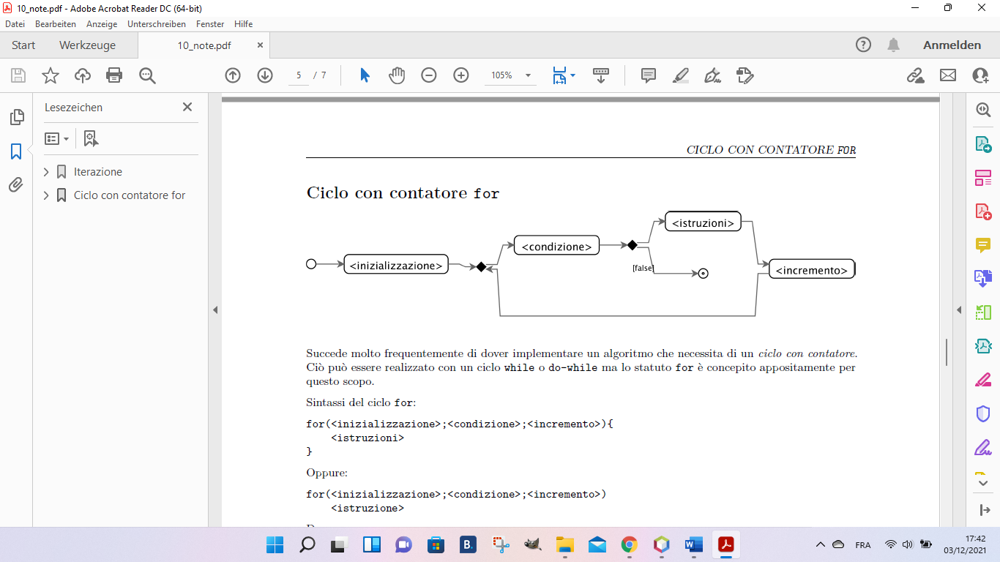 10_note.pdf - Adobe Acrobat Reader DC (64-bit)
Datei Bearbeiten Anzeige Unterschreiben Fenster Hilfe
Start Werkzeuge 10_note.pdf × Anmelden
5 / 7 105%
Lesezeichen
Iterazione
Ciclo con contatore for
CICLO CON CONTATORE FOR
Ciclo con contatore for
<istruzioni>
<condizione>
<inizializzazione>
[false]
<incremento>
Succede molto frequentemente di dover implementare un algoritmo che necessita di un ciclo con contatore.
Ciò può essere realizzato con un ciclo while o do-while ma lo statuto for è concepito appositamente per
questo scopo.
Sintassi del ciclo for:
for(<inizializzazione>;<condizione>;<incremento>){
<istruzioni>
}
Oppure:
for(<inizializzazione>;<condizione>;<incremento>)
<istruzione>
B.
FRA
17:42
03/12/2021